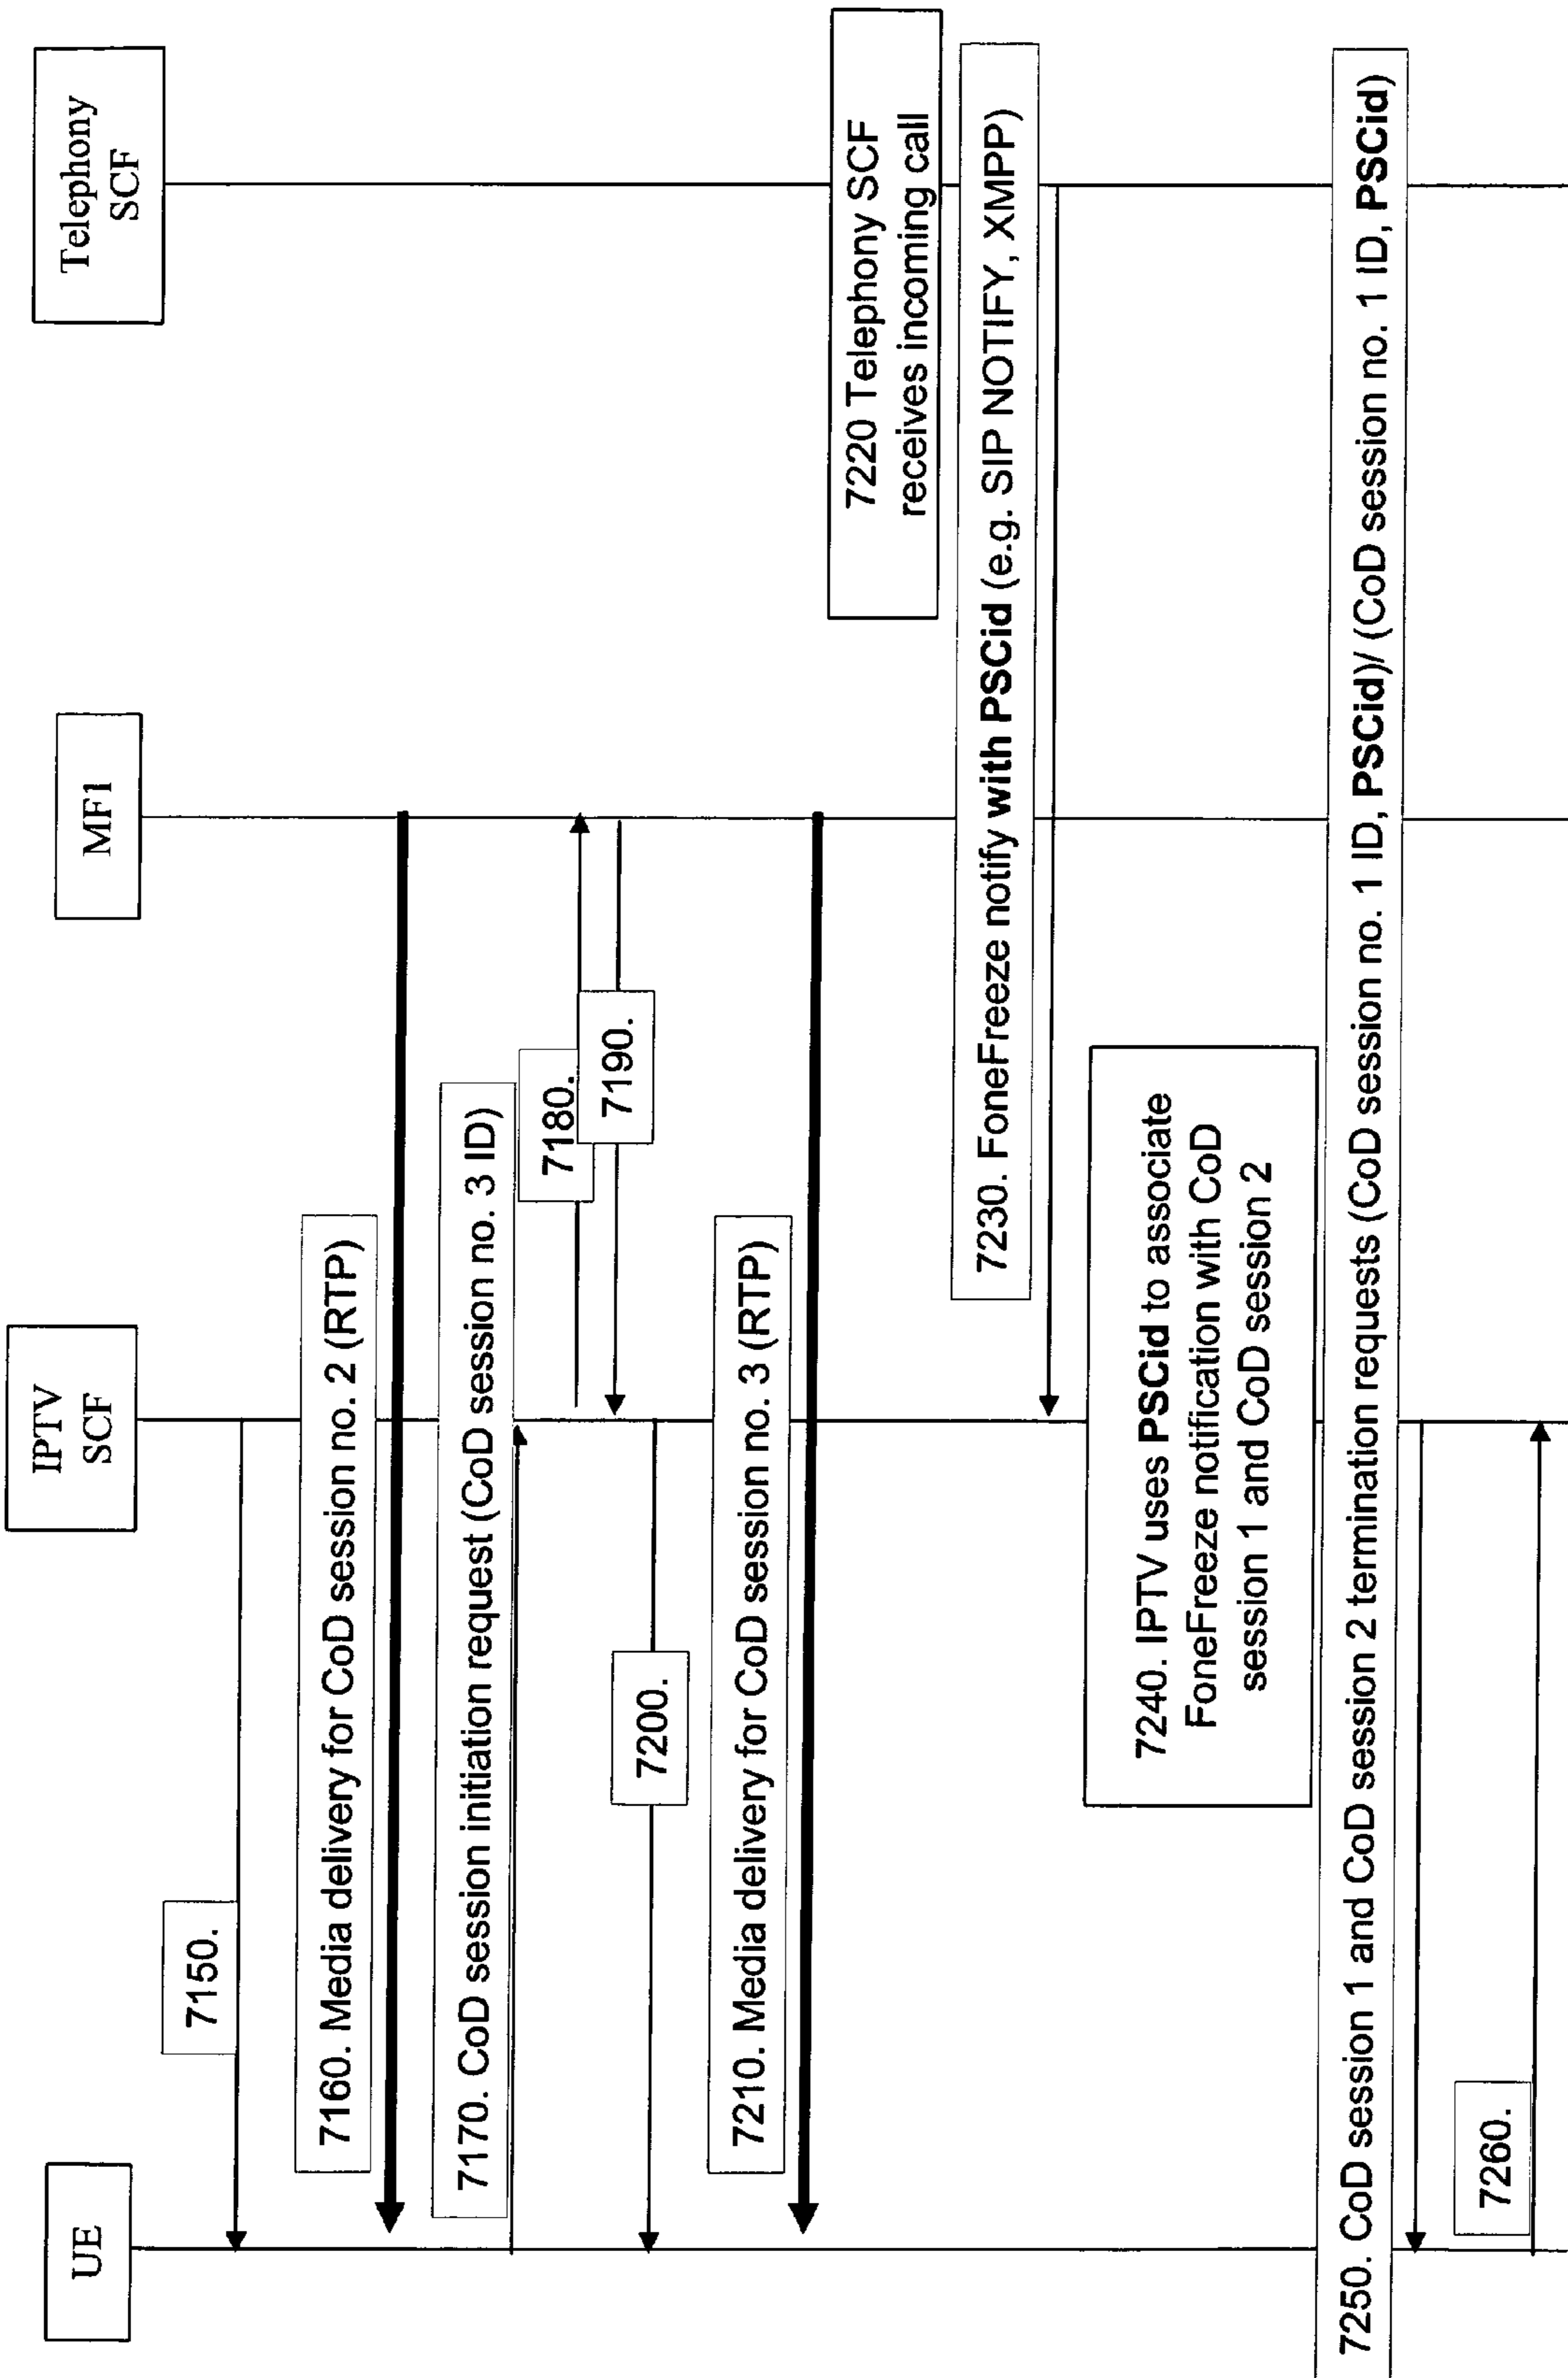 UE
IPTV
SCF
MF1
Telephony
SCF
7150.
7160. Media delivery for CoD session no. 2 (RTP)
7170. CoD session initiation request (CoD session no. 3 ID)
7180.
7190.
7200.
7210. Media delivery for CoD session no. 3 (RTP)
7220 Telephony SCF
receives incoming call
7230. FoneFreeze notify with PSCid (e.g. SIP NOTIFY, XMPP)
7240. IPTV uses PSCid to associate
FoneFreeze notification with CoD
session 1 and CoD session 2
7250. CoD session 1 and CoD session 2 termination requests (CoD session no. 1 ID, PSCid)/ (CoD session no. 1 ID, PSCid)
7260.